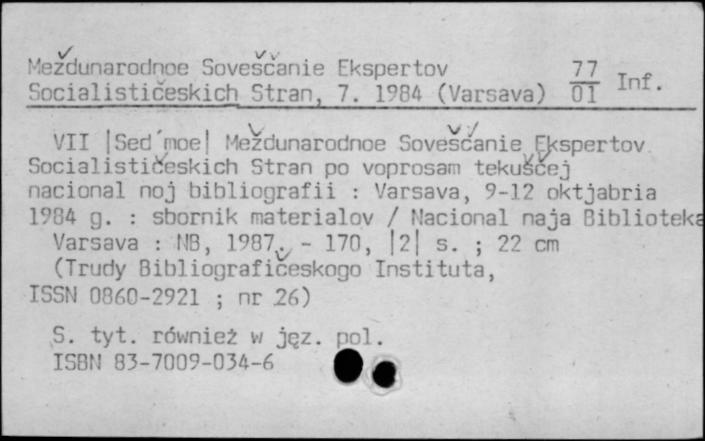 Meždunarodnoe Soveščanie Ekspertov 77
Socialističeskich Stran, 7. 1984 (Varsava) 01 Inf.
VII |Sed´moe| Meždunarodnoe Soveščanie Ekspertov
Socialističeskich Stran po voprosam tekuščej
nacional noj bibliografii : Varsava, 9-12 oktjabria
1984 g. : sbornik materialov / Nacional naja Biblioteka
Varsava : NB, 1987. - 170, |2| s. ; 22 cm
(Trudy Bibliografičeskogo Instituta,
ISSN 0860-2921 ; nr 26)
S. tyt. również w jęz. pol.
ISBN 83-7009-034-6